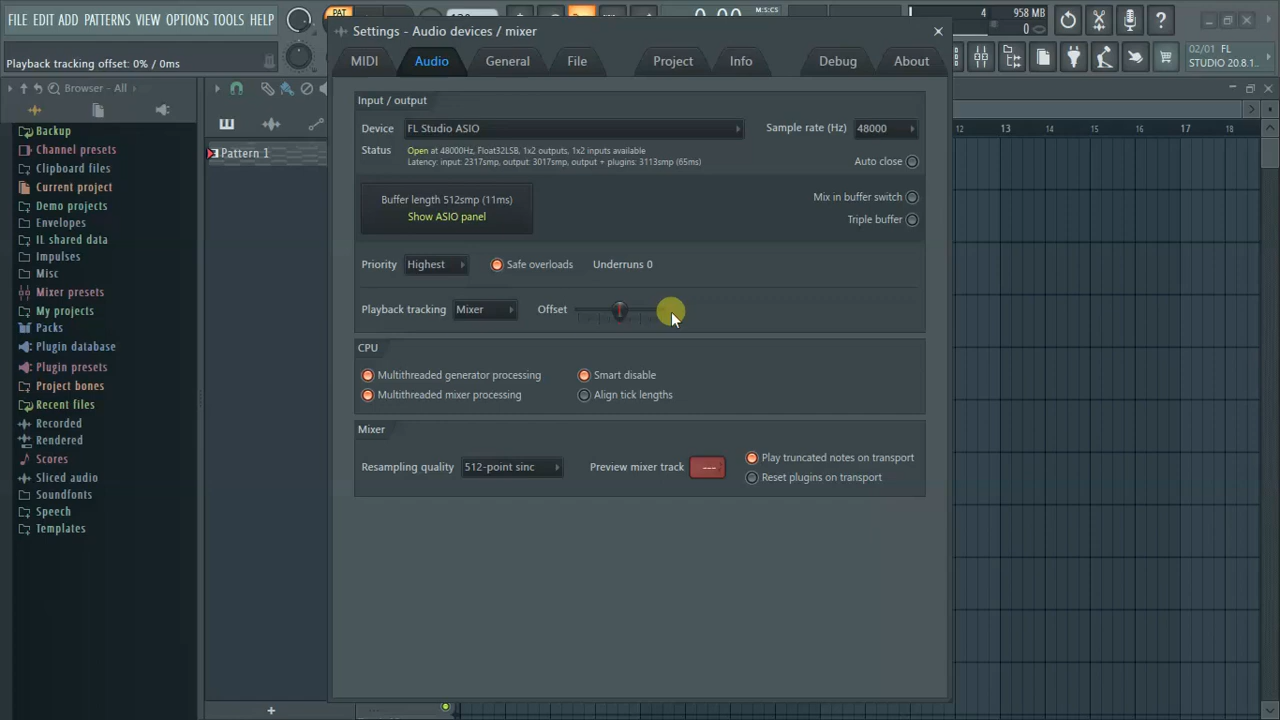 FILE EDIT ADD PATTERNS VIEW OPTIONS TOOLS HELP
PAT
M:S:CS
4
958 MB
0
Playback tracking offset: 0% / 0ms
02/01 FL
STUDIO 20.8.1...
Browser - All
Backup
Channel presets
Clipboard files
Current project
Demo projects
Envelopes
IL shared data
Impulses
Misc
Mixer presets
My projects
Packs
Plugin database
Plugin presets
Project bones
Recent files
Recorded
Rendered
Scores
Sliced audio
Soundfonts
Speech
Templates
Pattern 1
+
Settings - Audio devices / mixer
MIDI
Audio
General
File
Project
Info
Debug
About
Input / output
Device FL Studio ASIO
Sample rate (Hz) 48000
Status Open at 48000Hz, Float32LSB, 1x2 outputs, 1x2 inputs available
Latency: input: 2317smp, output: 3017smp, output + plugins: 3113smp (65ms)
Auto close
Buffer length 512smp (11ms)
Show ASIO panel
Mix in buffer switch
Triple buffer
Priority Highest
Safe overloads
Underruns 0
Playback tracking Mixer
Offset
CPU
Multithreaded generator processing
Smart disable
Multithreaded mixer processing
Align tick lengths
Mixer
Resampling quality 512-point sinc
Preview mixer track ---
Play truncated notes on transport
Reset plugins on transport
12 13 14 15 16 17 18